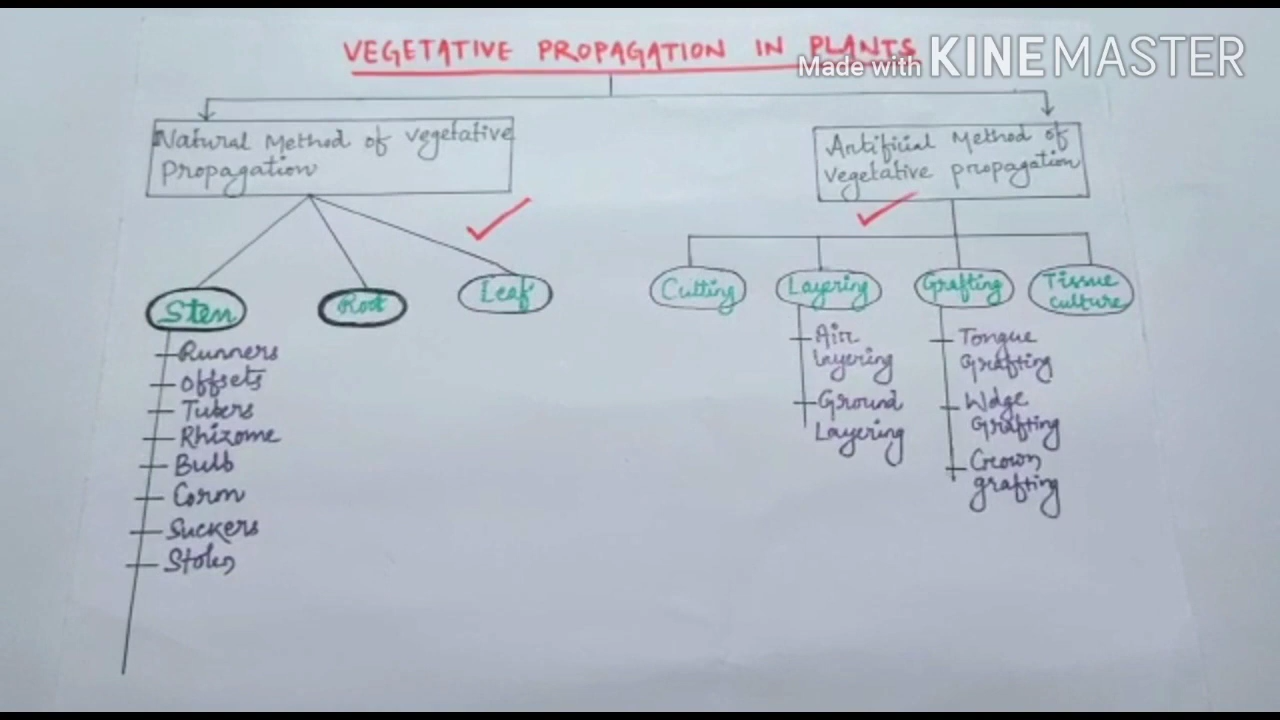 VEGETATIVE PROPAGATION IN PLANTS
Made with KINEMASTER
Natural Method of vegetative
Propagation
Artificial Method of
vegetative propagation
Stem
Root
Leaf
Cutting
Layering
Grafting
Tissue
culture
Runners
Offsets
Tubers
Rhizome
Bulb
Corm
Suckers
Stolen
Air
layering
Ground
Layering
Tongue
Grafting
Wdge
Grafting
Crown
grafting